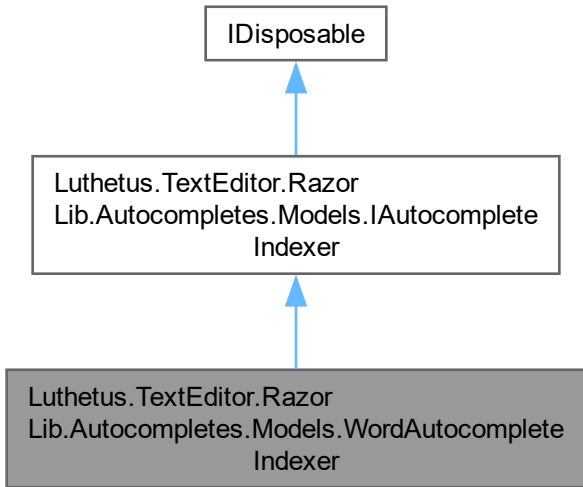 IDisposable
Luthetus.TextEditor.Razor
Lib.Autocompletes.Models.IAutocomplete
Indexer
Luthetus.TextEditor.Razor
Lib.Autocompletes.Models.WordAutocomplete
Indexer